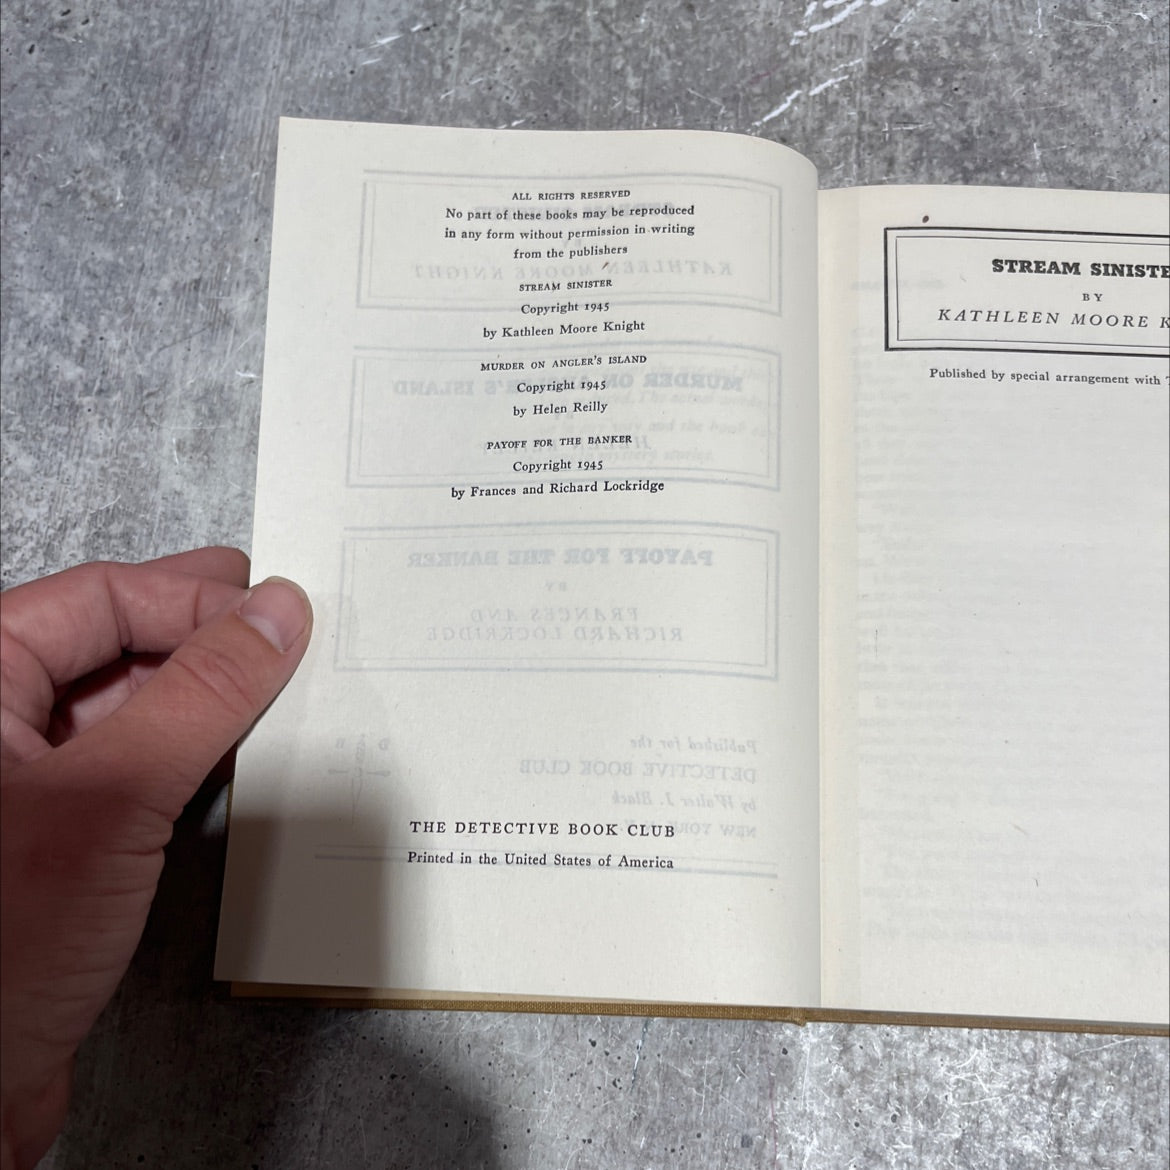 ALL RIGHTS RESERVED
No part of these books may be reproduced
in any form without permission in writing
from the publishers
STREAM SINISTER
Copyright 1945
by Kathleen Moore Knight
MURDER ON ANGLER'S ISLAND
Copyright 1945
by Helen Reilly
PAYOFF FOR THE BANKER
Copyright 1945
by Frances and Richard Lockridge
THE DETECTIVE BOOK CLUB
Printed in the United States of America
STREAM SINISTE
BY
KATHLEEN MOORE K
Published by special arrangement with